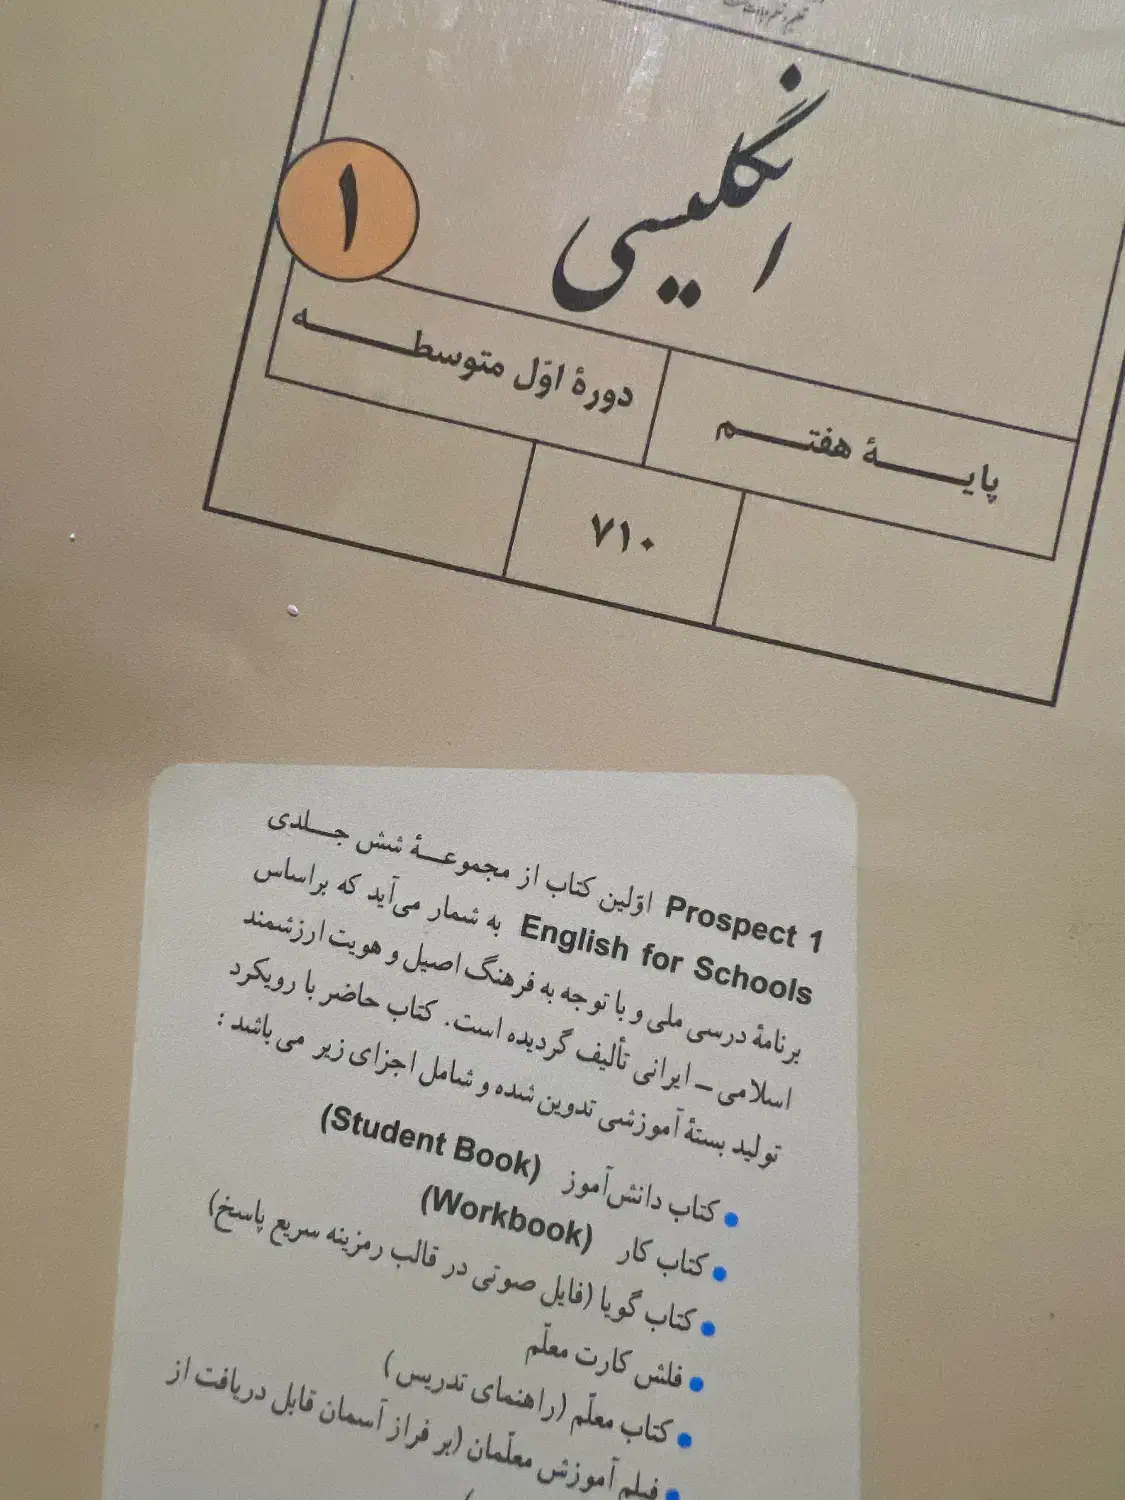 انگلیسی
۱
پایهٔ هفتم
دورهٔ اوّل متوسطه
۷۱۰
Prospect 1 اوّلین کتاب از مجموعهٔ شش جلدی
English for Schools به شمار می‌آید که براساس
برنامهٔ درسی ملی و با توجه به فرهنگ اصیل و هویت ارزشمند
اسلامی – ایرانی تألیف گردیده است. کتاب حاضر با رویکرد
تولید بستهٔ آموزشی تدوین شده و شامل اجزای زیر می‌باشد :
• کتاب دانش‌آموز (Student Book)
• کتاب کار (Workbook)
• کتاب گویا (فایل صوتی در قالب رمزینه سریع پاسخ)
• فلش کارت معلّم
• کتاب معلّم (راهنمای تدریس)
• فیلم آموزش معلّمان (بر فراز آسمان قابل دریافت از